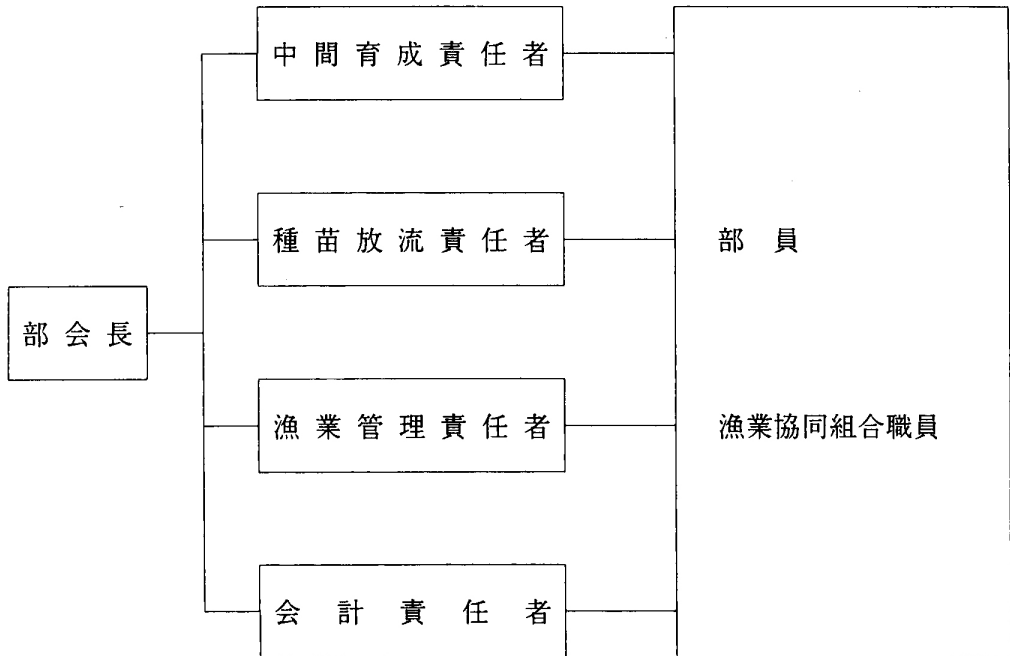 中間育成責任者
種苗放流責任者
部員
部会長
漁業管理責任者
漁業協同組合職員
会計責任者